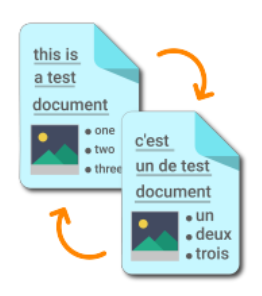 this is
a test
document
one
two
three
c'est
un de test
document
un
deux
trois